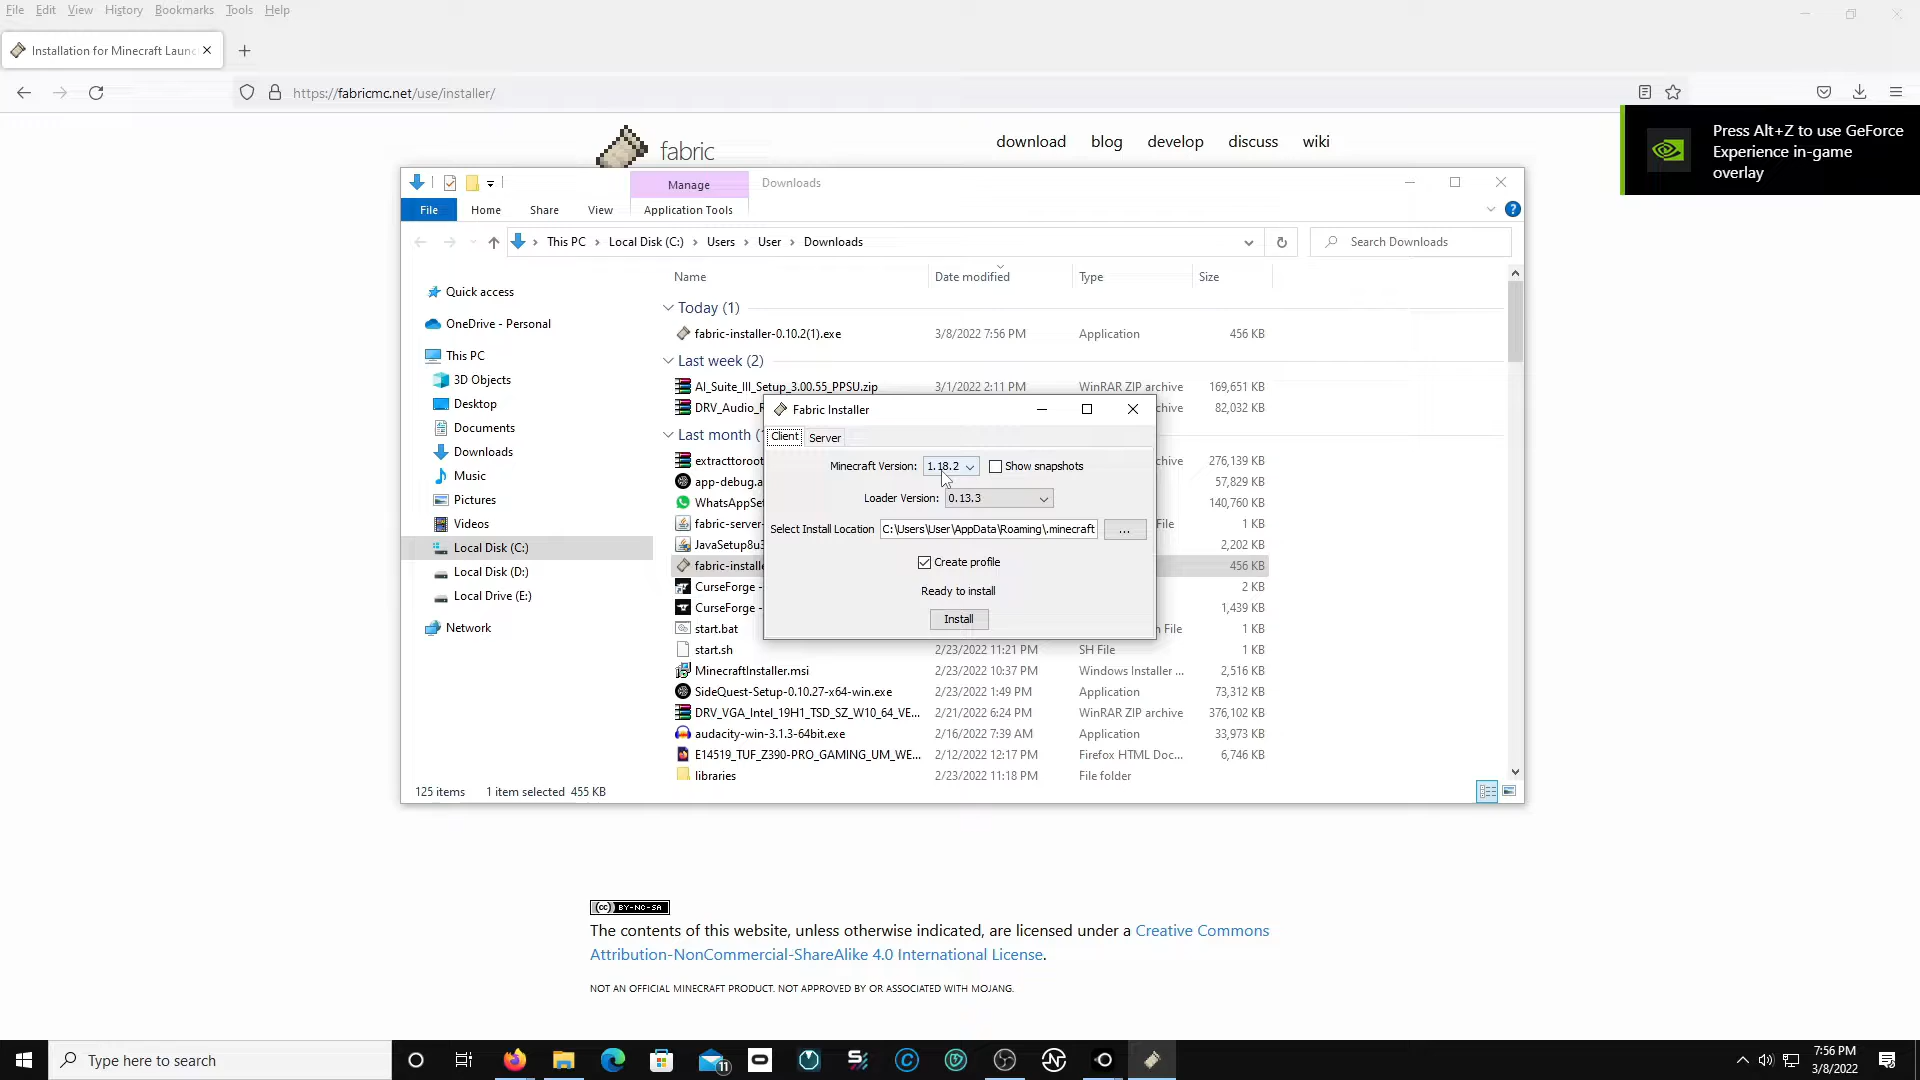 File Edit View History Bookmarks Tools Help
Installation for Minecraft Launc
https://fabricmc.net/use/installer/
Press Alt+Z to use GeForce
Experience in-game
overlay
fabric
download blog develop discuss wiki
Manage Downloads
File Home Share View Application Tools
This PC Local Disk (C:) Users User Downloads
Search Downloads
Name Date modified Type Size
Quick access
OneDrive - Personal
This PC
3D Objects
Desktop
Documents
Downloads
Music
Pictures
Videos
Local Disk (C:)
Local Disk (D:)
Local Drive (E:)
Network
Today (1)
fabric-installer-0.10.2(1).exe 3/8/2022 7:56 PM Application 456 KB
Last week (2)
AI_Suite_III_Setup_3.00.55_PPSU.zip 3/1/2022 2:11 PM WinRAR ZIP archive 169,651 KB
DRV_Audio_ chive 82,032 KB
Last month (
extracttoroot chive 276,139 KB
app-debug.a 57,829 KB
WhatsAppSe 140,760 KB
fabric-server- File 1 KB
JavaSetup8u3 2,202 KB
fabric-installe 456 KB
CurseForge - 2 KB
CurseForge - 1,439 KB
start.bat File 1 KB
start.sh 2/23/2022 11:21 PM SH File 1 KB
MinecraftInstaller.msi 2/23/2022 10:37 PM Windows Installer ... 2,516 KB
SideQuest-Setup-0.10.27-x64-win.exe 2/23/2022 1:49 PM Application 73,312 KB
DRV_VGA_Intel_19H1_TSD_SZ_W10_64_VE... 2/21/2022 6:24 PM WinRAR ZIP archive 376,102 KB
audacity-win-3.1.3-64bit.exe 2/16/2022 7:39 AM Application 33,973 KB
E14519_TUF_Z390-PRO_GAMING_UM_WE... 2/12/2022 12:17 PM Firefox HTML Doc... 6,746 KB
libraries 2/23/2022 11:18 PM File folder
125 items 1 item selected 455 KB
Fabric Installer
Client Server
Minecraft Version: 1.18.2 Show snapshots
Loader Version: 0.13.3
Select Install Location C:\Users\User\AppData\Roaming\.minecraft ...
Create profile
Ready to install
Install
(cc) BY-NC-SA
The contents of this website, unless otherwise indicated, are licensed under a Creative Commons
Attribution-NonCommercial-ShareAlike 4.0 International License.
NOT AN OFFICIAL MINECRAFT PRODUCT. NOT APPROVED BY OR ASSOCIATED WITH MOJANG.
Type here to search
11
7:56 PM
3/8/2022